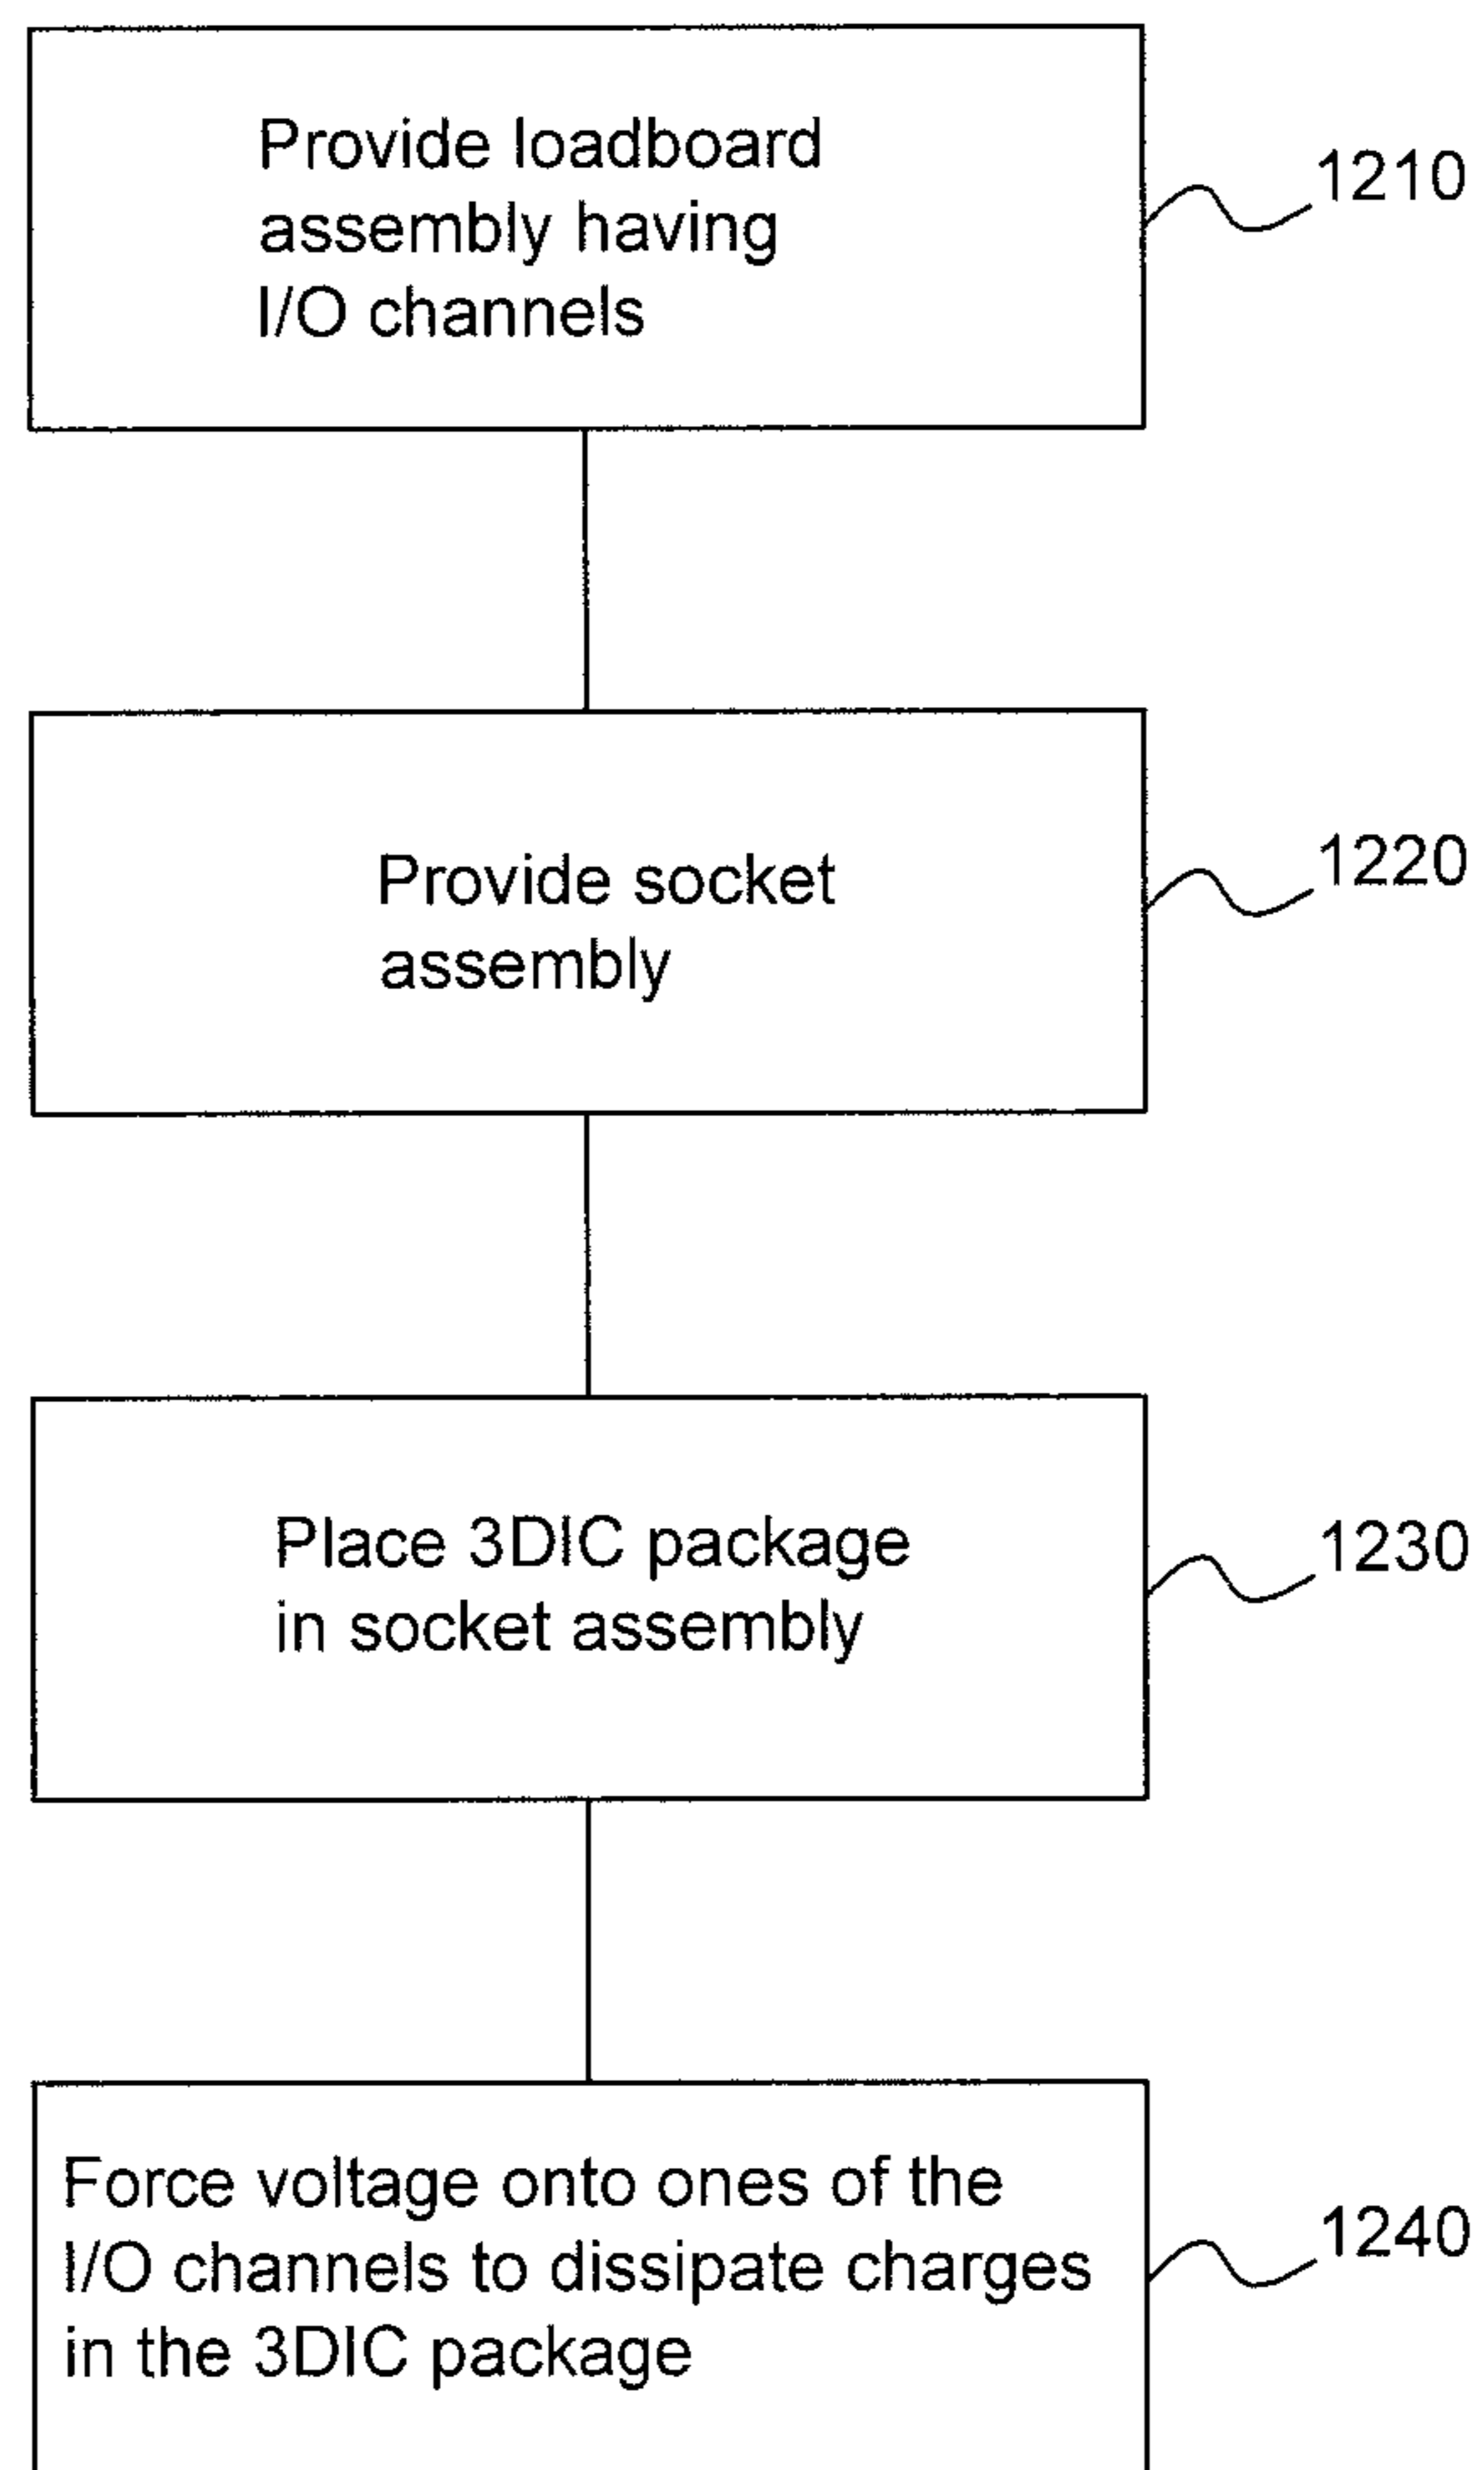 Provide loadboard
assembly having
I/O channels
1210
Provide socket
assembly
1220
Place 3DIC package
in socket assembly
1230
Force voltage onto ones of the
I/O channels to dissipate charges
in the 3DIC package
1240